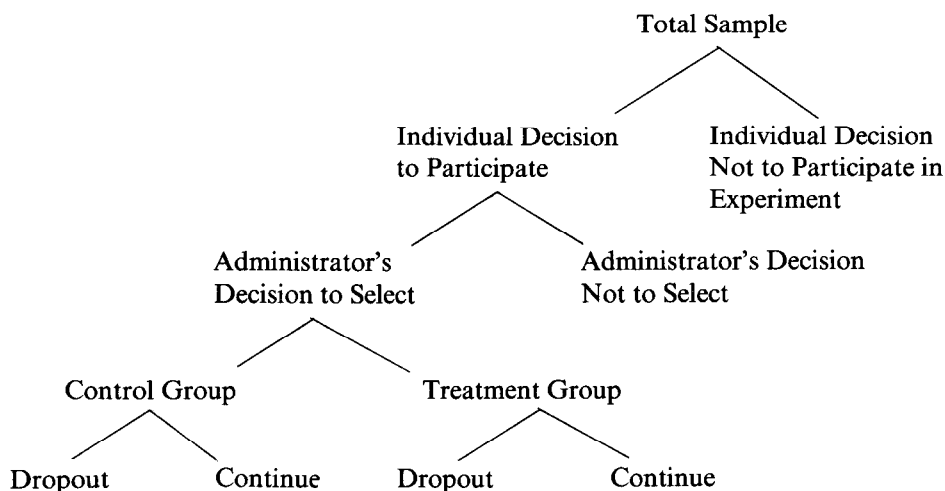 Total Sample
Individual Decision
to Participate
Individual Decision
Not to Participate in
Experiment
Administrator's
Decision to Select
Administrator's Decision
Not to Select
Control Group
Treatment Group
Dropout
Continue
Dropout
Continue